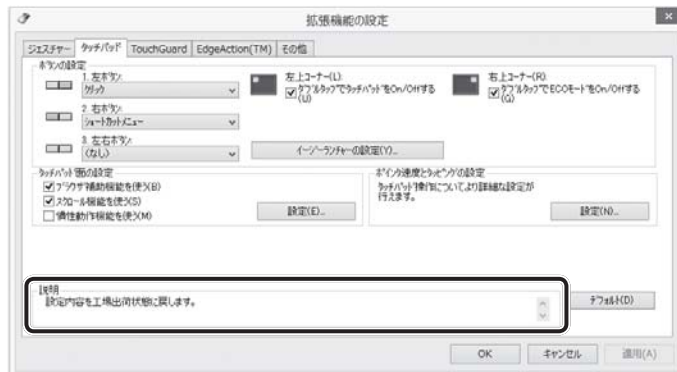 拡張機能の設定
ジェスチャー タッチパッド TouchGuard EdgeAction(TM) その他
ボタンの設定
1. 左ボタン
クリック
2. 右ボタン
ショートカットメニュー
3. 左右ボタン
(なし)
左上コーナー(L)
ダブルタップでタッチパッドをOn/Offする(U)
右上コーナー(R)
ダブルタップでECOモードをOn/Offする(G)
イージーランチャーの設定(Y)...
タッチパッド面の設定
ブラウザ補助機能を使う(B)
スクロール機能を使う(S)
慣性動作機能を使う(M)
設定(E)...
ポインタ速度とタッピングの設定
タッチパッド操作についてより詳細な設定が
行えます。
設定(N)...
説明
設定内容を工場出荷状態に戻します。
デフォルト(D)
OK キャンセル 適用(A)